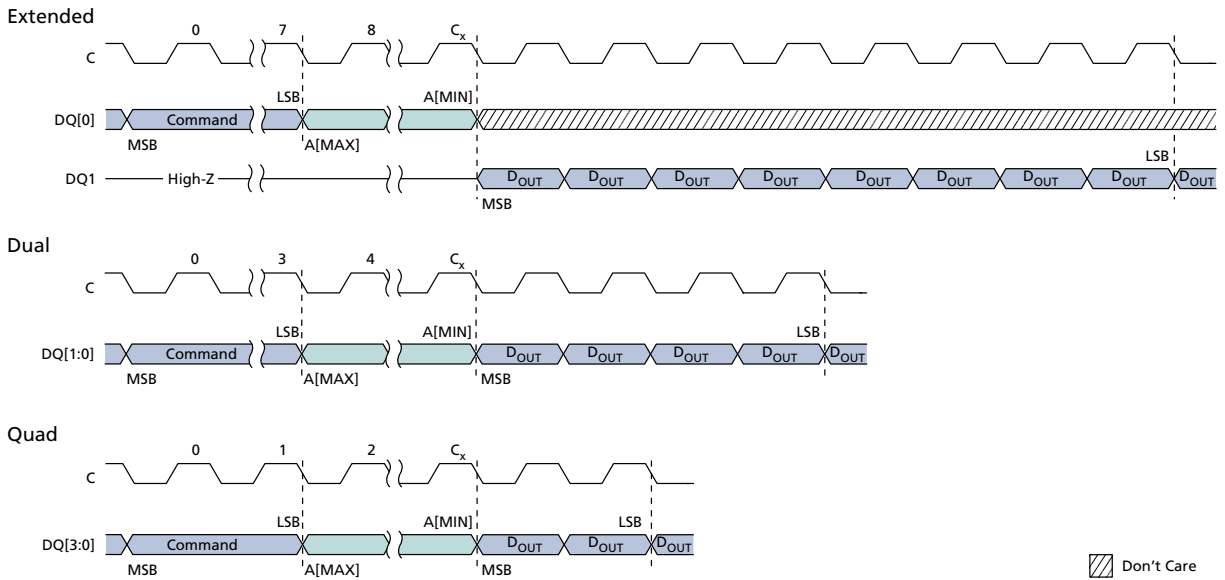 Extended
0 7 8 Cx
C
LSB A[MIN]
DQ[0] Command
MSB A[MAX]
LSB
DQ1 High-Z DOUT DOUT DOUT DOUT DOUT DOUT DOUT DOUT DOUT
MSB
Dual
0 3 4 Cx
C
LSB A[MIN] LSB
DQ[1:0] Command DOUT DOUT DOUT DOUT DOUT
MSB A[MAX] MSB
Quad
0 1 2 Cx
C
LSB A[MIN] LSB
DQ[3:0] Command DOUT DOUT DOUT
MSB A[MAX] MSB
Don't Care